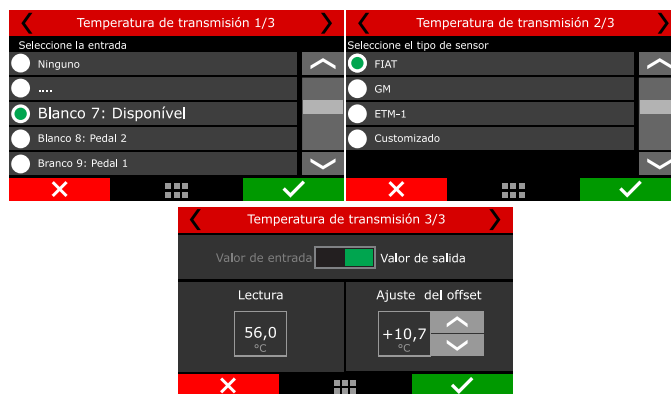 Temperatura de transmisión 1/3
Seleccione la entrada
Ninguno
....
Blanco 7: Disponível
Blanco 8: Pedal 2
Branco 9: Pedal 1
Temperatura de transmisión 2/3
Seleccione el tipo de sensor
FIAT
GM
ETM-1
Customizado
Temperatura de transmisión 3/3
Valor de entrada Valor de salida
Lectura
56,0
°C
Ajuste del offset
+10,7
°C